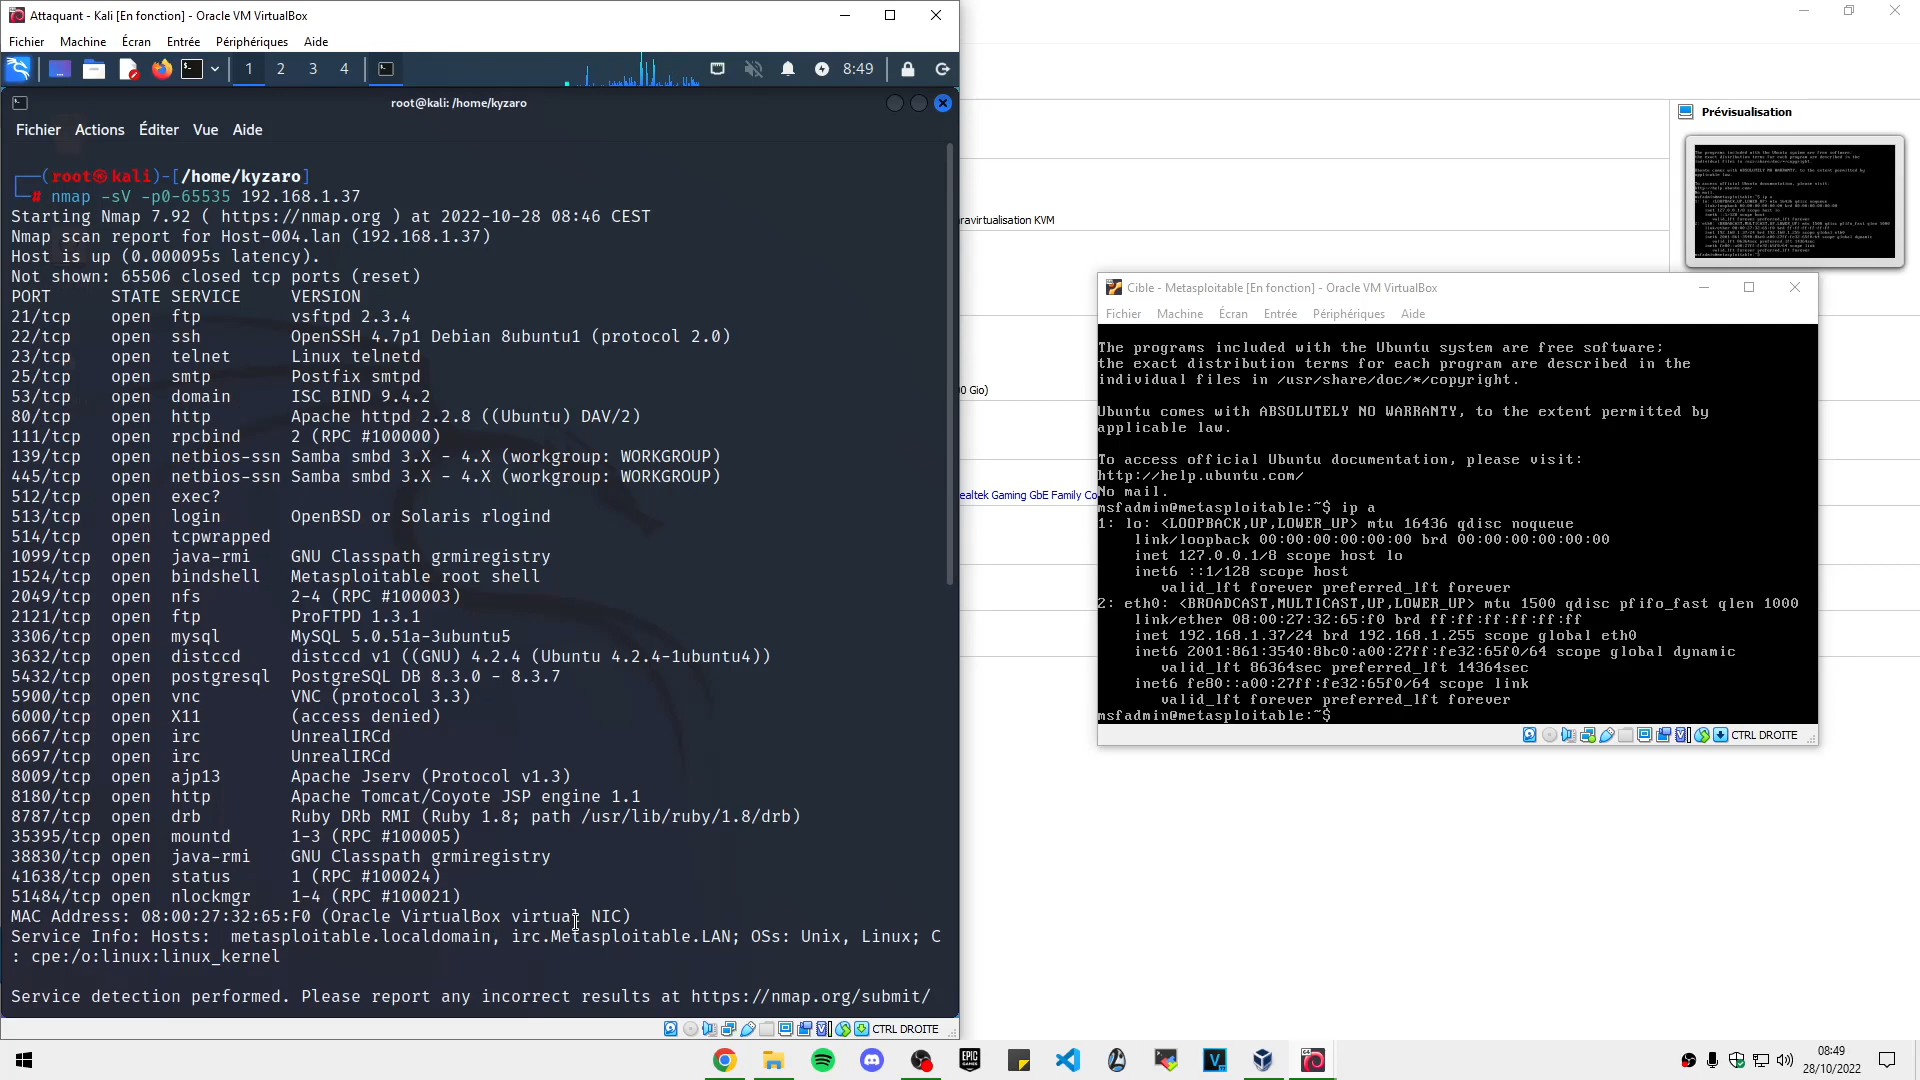 Attaquant - Kali [En fonction] - Oracle VM VirtualBox
Fichier Machine Écran Entrée Périphériques Aide
1 2 3 4 8:49
root@kali: /home/kyzaro
Fichier Actions Éditer Vue Aide
(root㉿kali)-[/home/kyzaro]
# nmap -sV -p0-65535 192.168.1.37
Starting Nmap 7.92 ( https://nmap.org ) at 2022-10-28 08:46 CEST
Nmap scan report for Host-004.lan (192.168.1.37)
Host is up (0.000095s latency).
Not shown: 65506 closed tcp ports (reset)
PORT STATE SERVICE VERSION
21/tcp open ftp vsftpd 2.3.4
22/tcp open ssh OpenSSH 4.7p1 Debian 8ubuntu1 (protocol 2.0)
23/tcp open telnet Linux telnetd
25/tcp open smtp Postfix smtpd
53/tcp open domain ISC BIND 9.4.2
80/tcp open http Apache httpd 2.2.8 ((Ubuntu) DAV/2)
111/tcp open rpcbind 2 (RPC #100000)
139/tcp open netbios-ssn Samba smbd 3.X - 4.X (workgroup: WORKGROUP)
445/tcp open netbios-ssn Samba smbd 3.X - 4.X (workgroup: WORKGROUP)
512/tcp open exec?
513/tcp open login OpenBSD or Solaris rlogind
514/tcp open tcpwrapped
1099/tcp open java-rmi GNU Classpath grmiregistry
1524/tcp open bindshell Metasploitable root shell
2049/tcp open nfs 2-4 (RPC #100003)
2121/tcp open ftp ProFTPD 1.3.1
3306/tcp open mysql MySQL 5.0.51a-3ubuntu5
3632/tcp open distccd distccd v1 ((GNU) 4.2.4 (Ubuntu 4.2.4-1ubuntu4))
5432/tcp open postgresql PostgreSQL DB 8.3.0 - 8.3.7
5900/tcp open vnc VNC (protocol 3.3)
6000/tcp open X11 (access denied)
6667/tcp open irc UnrealIRCd
6697/tcp open irc UnrealIRCd
8009/tcp open ajp13 Apache Jserv (Protocol v1.3)
8180/tcp open http Apache Tomcat/Coyote JSP engine 1.1
8787/tcp open drb Ruby DRb RMI (Ruby 1.8; path /usr/lib/ruby/1.8/drb)
35395/tcp open mountd 1-3 (RPC #100005)
38830/tcp open java-rmi GNU Classpath grmiregistry
41638/tcp open status 1 (RPC #100024)
51484/tcp open nlockmgr 1-4 (RPC #100021)
MAC Address: 08:00:27:32:65:F0 (Oracle VirtualBox virtual NIC)
Service Info: Hosts:  metasploitable.localdomain, irc.Metasploitable.LAN; OSs: Unix, Linux; C
: cpe:/o:linux:linux_kernel
Service detection performed. Please report any incorrect results at https://nmap.org/submit/
CTRL DROITE
ravirtualisation KVM
0 Gio)
ealtek Gaming GbE Family Co
Prévisualisation
Cible - Metasploitable [En fonction] - Oracle VM VirtualBox
Fichier Machine Écran Entrée Périphériques Aide
The programs included with the Ubuntu system are free software;
the exact distribution terms for each program are described in the
individual files in /usr/share/doc/*/copyright.
Ubuntu comes with ABSOLUTELY NO WARRANTY, to the extent permitted by
applicable law.
To access official Ubuntu documentation, please visit:
http://help.ubuntu.com/
No mail.
msfadmin@metasploitable:~$ ip a
1: lo: <LOOPBACK,UP,LOWER_UP> mtu 16436 qdisc noqueue
link/loopback 00:00:00:00:00:00 brd 00:00:00:00:00:00
inet 127.0.0.1/8 scope host lo
inet6 ::1/128 scope host
valid_lft forever preferred_lft forever
2: eth0: <BROADCAST,MULTICAST,UP,LOWER_UP> mtu 1500 qdisc pfifo_fast qlen 1000
link/ether 08:00:27:32:65:f0 brd ff:ff:ff:ff:ff:ff
inet 192.168.1.37/24 brd 192.168.1.255 scope global eth0
inet6 2001:861:3540:8bc0:a00:27ff:fe32:65f0/64 scope global dynamic
valid_lft 86364sec preferred_lft 14364sec
inet6 fe80::a00:27ff:fe32:65f0/64 scope link
valid_lft forever preferred_lft forever
msfadmin@metasploitable:~$
CTRL DROITE
EPIC GAMES
08:49
28/10/2022